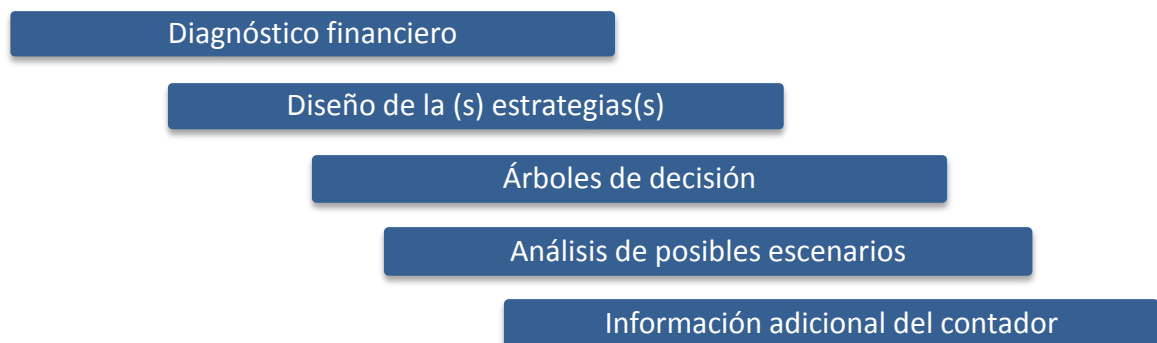 Diagnóstico financiero
Diseño de la (s) estrategias(s)
Árboles de decisión
Análisis de posibles escenarios
Información adicional del contador